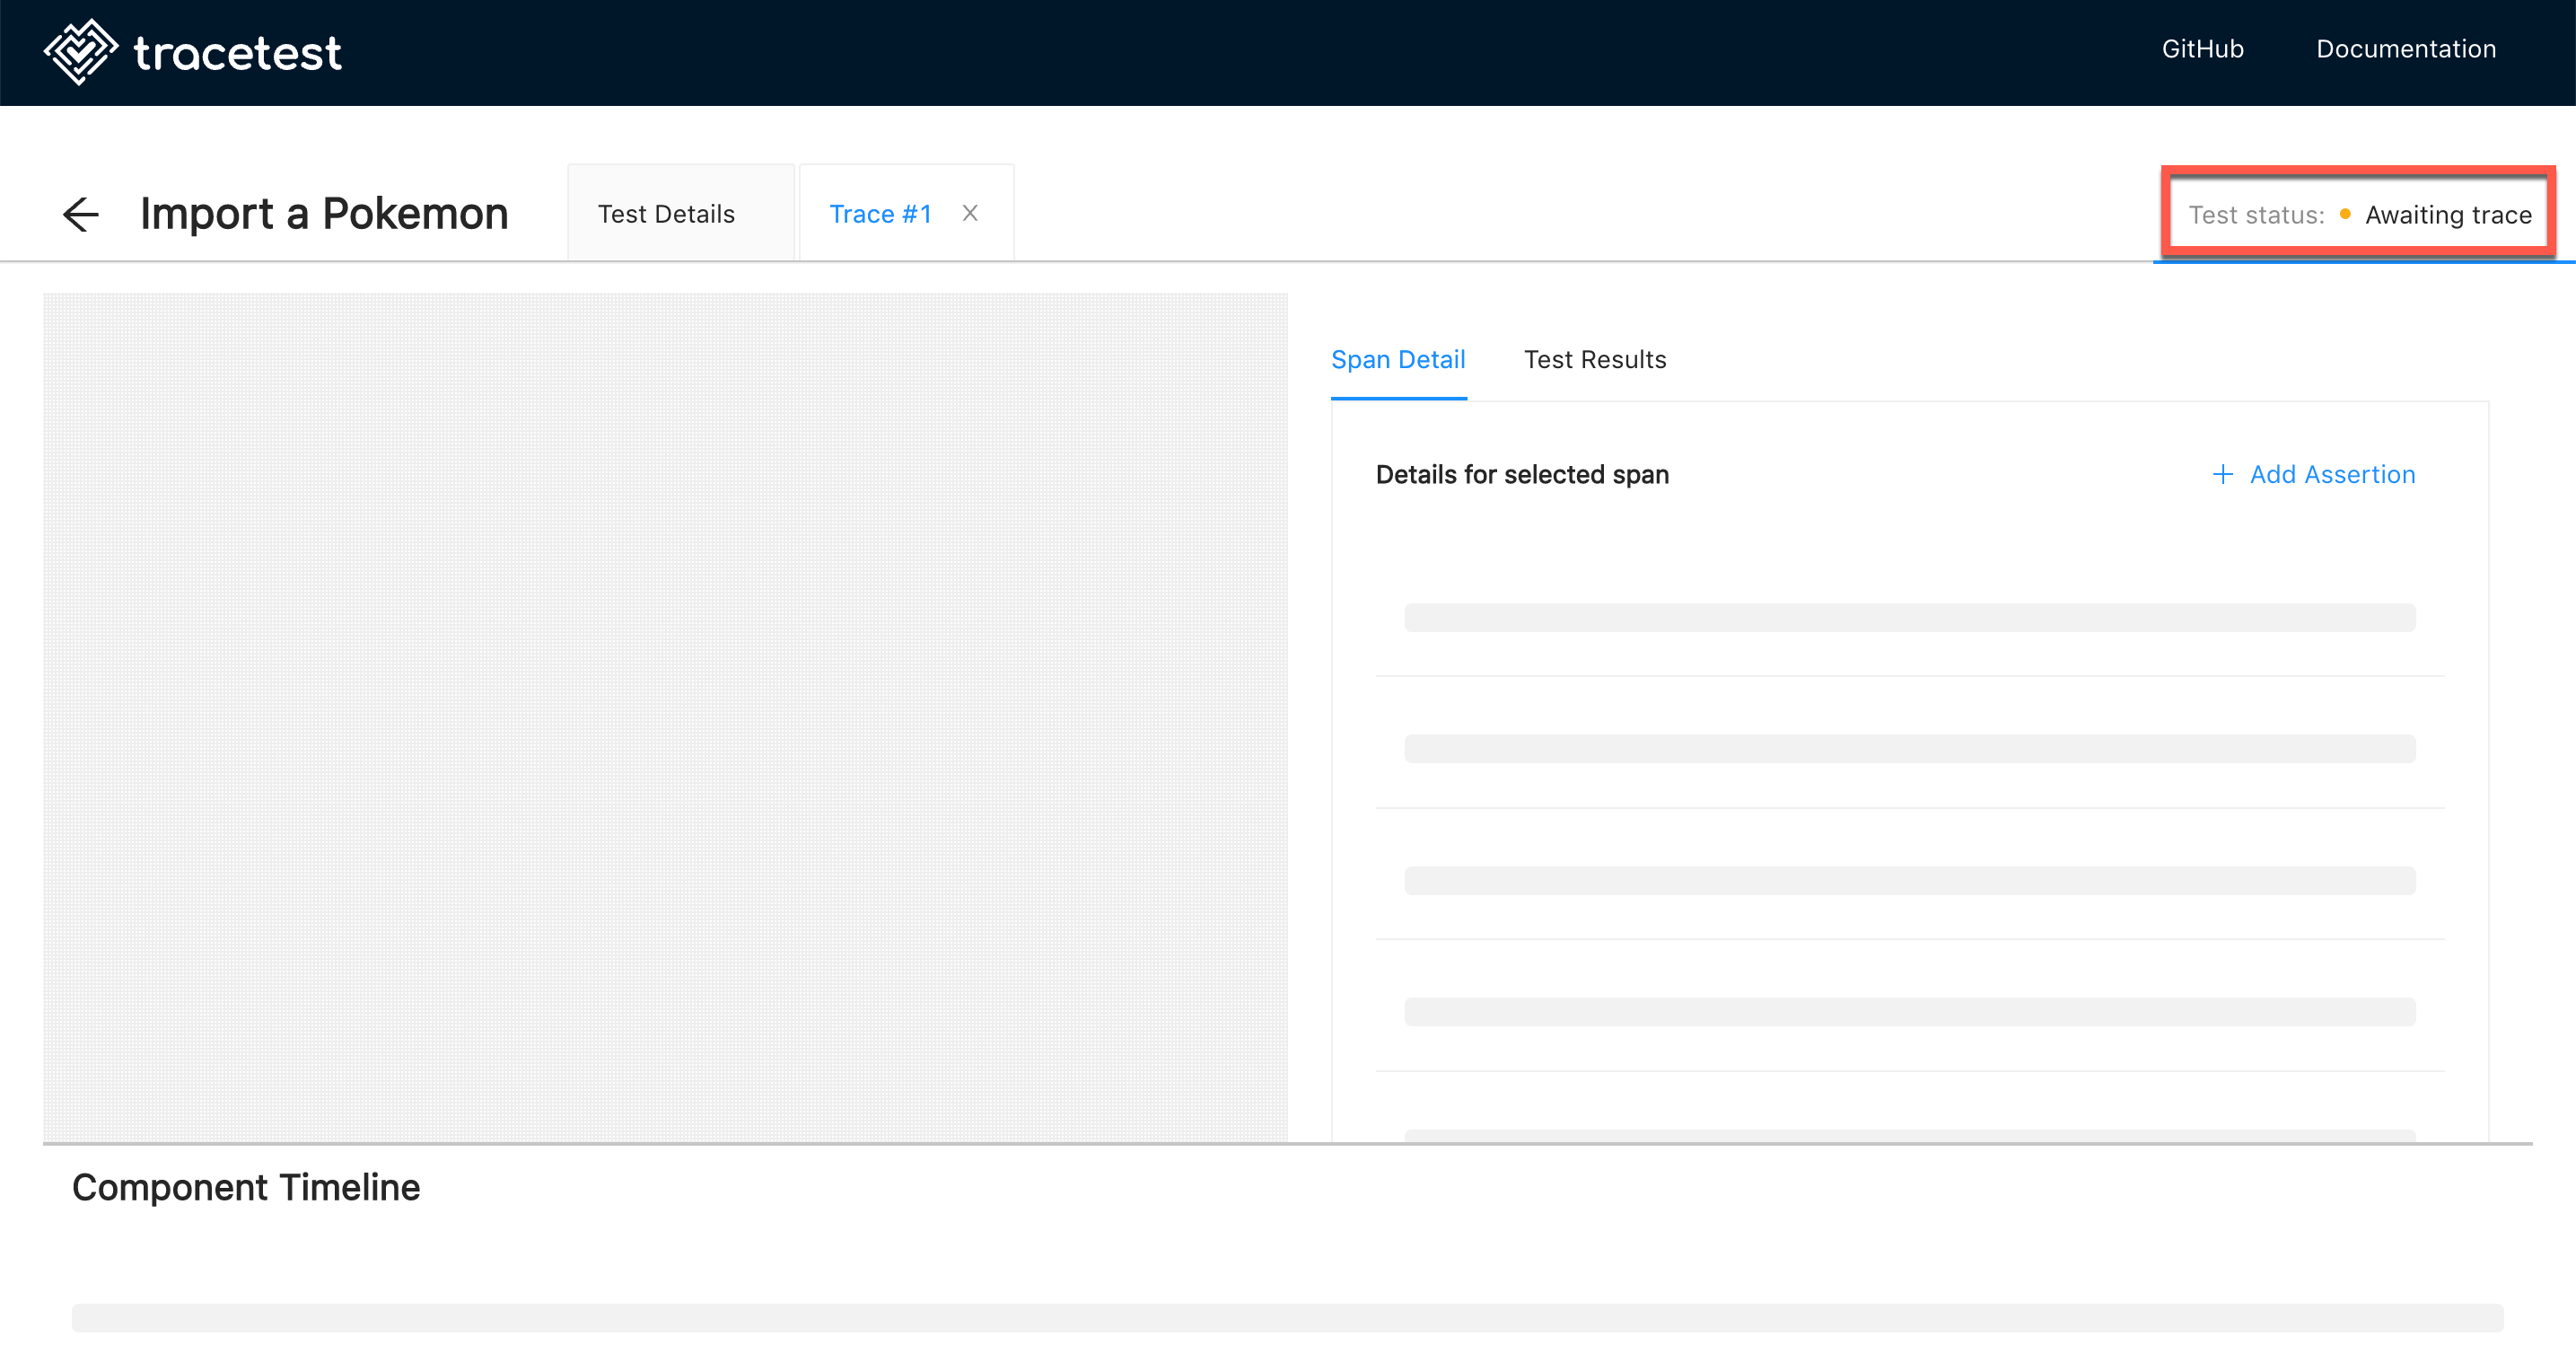 tracetest
GitHub Documentation
Import a Pokemon
Test Details
Trace #1
Test status: Awaiting trace
Span Detail
Test Results
Details for selected span
+ Add Assertion
Component Timeline